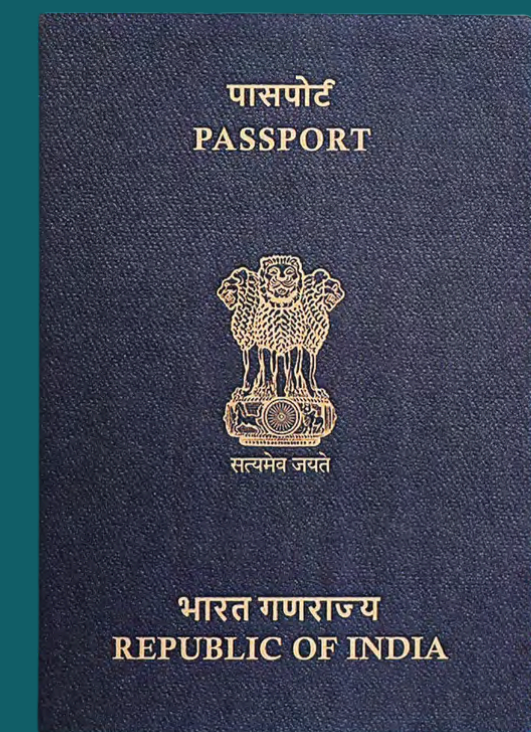 पासपोर्ट
PASSPORT
सत्यमेव जयते
भारत गणराज्य
REPUBLIC OF INDIA